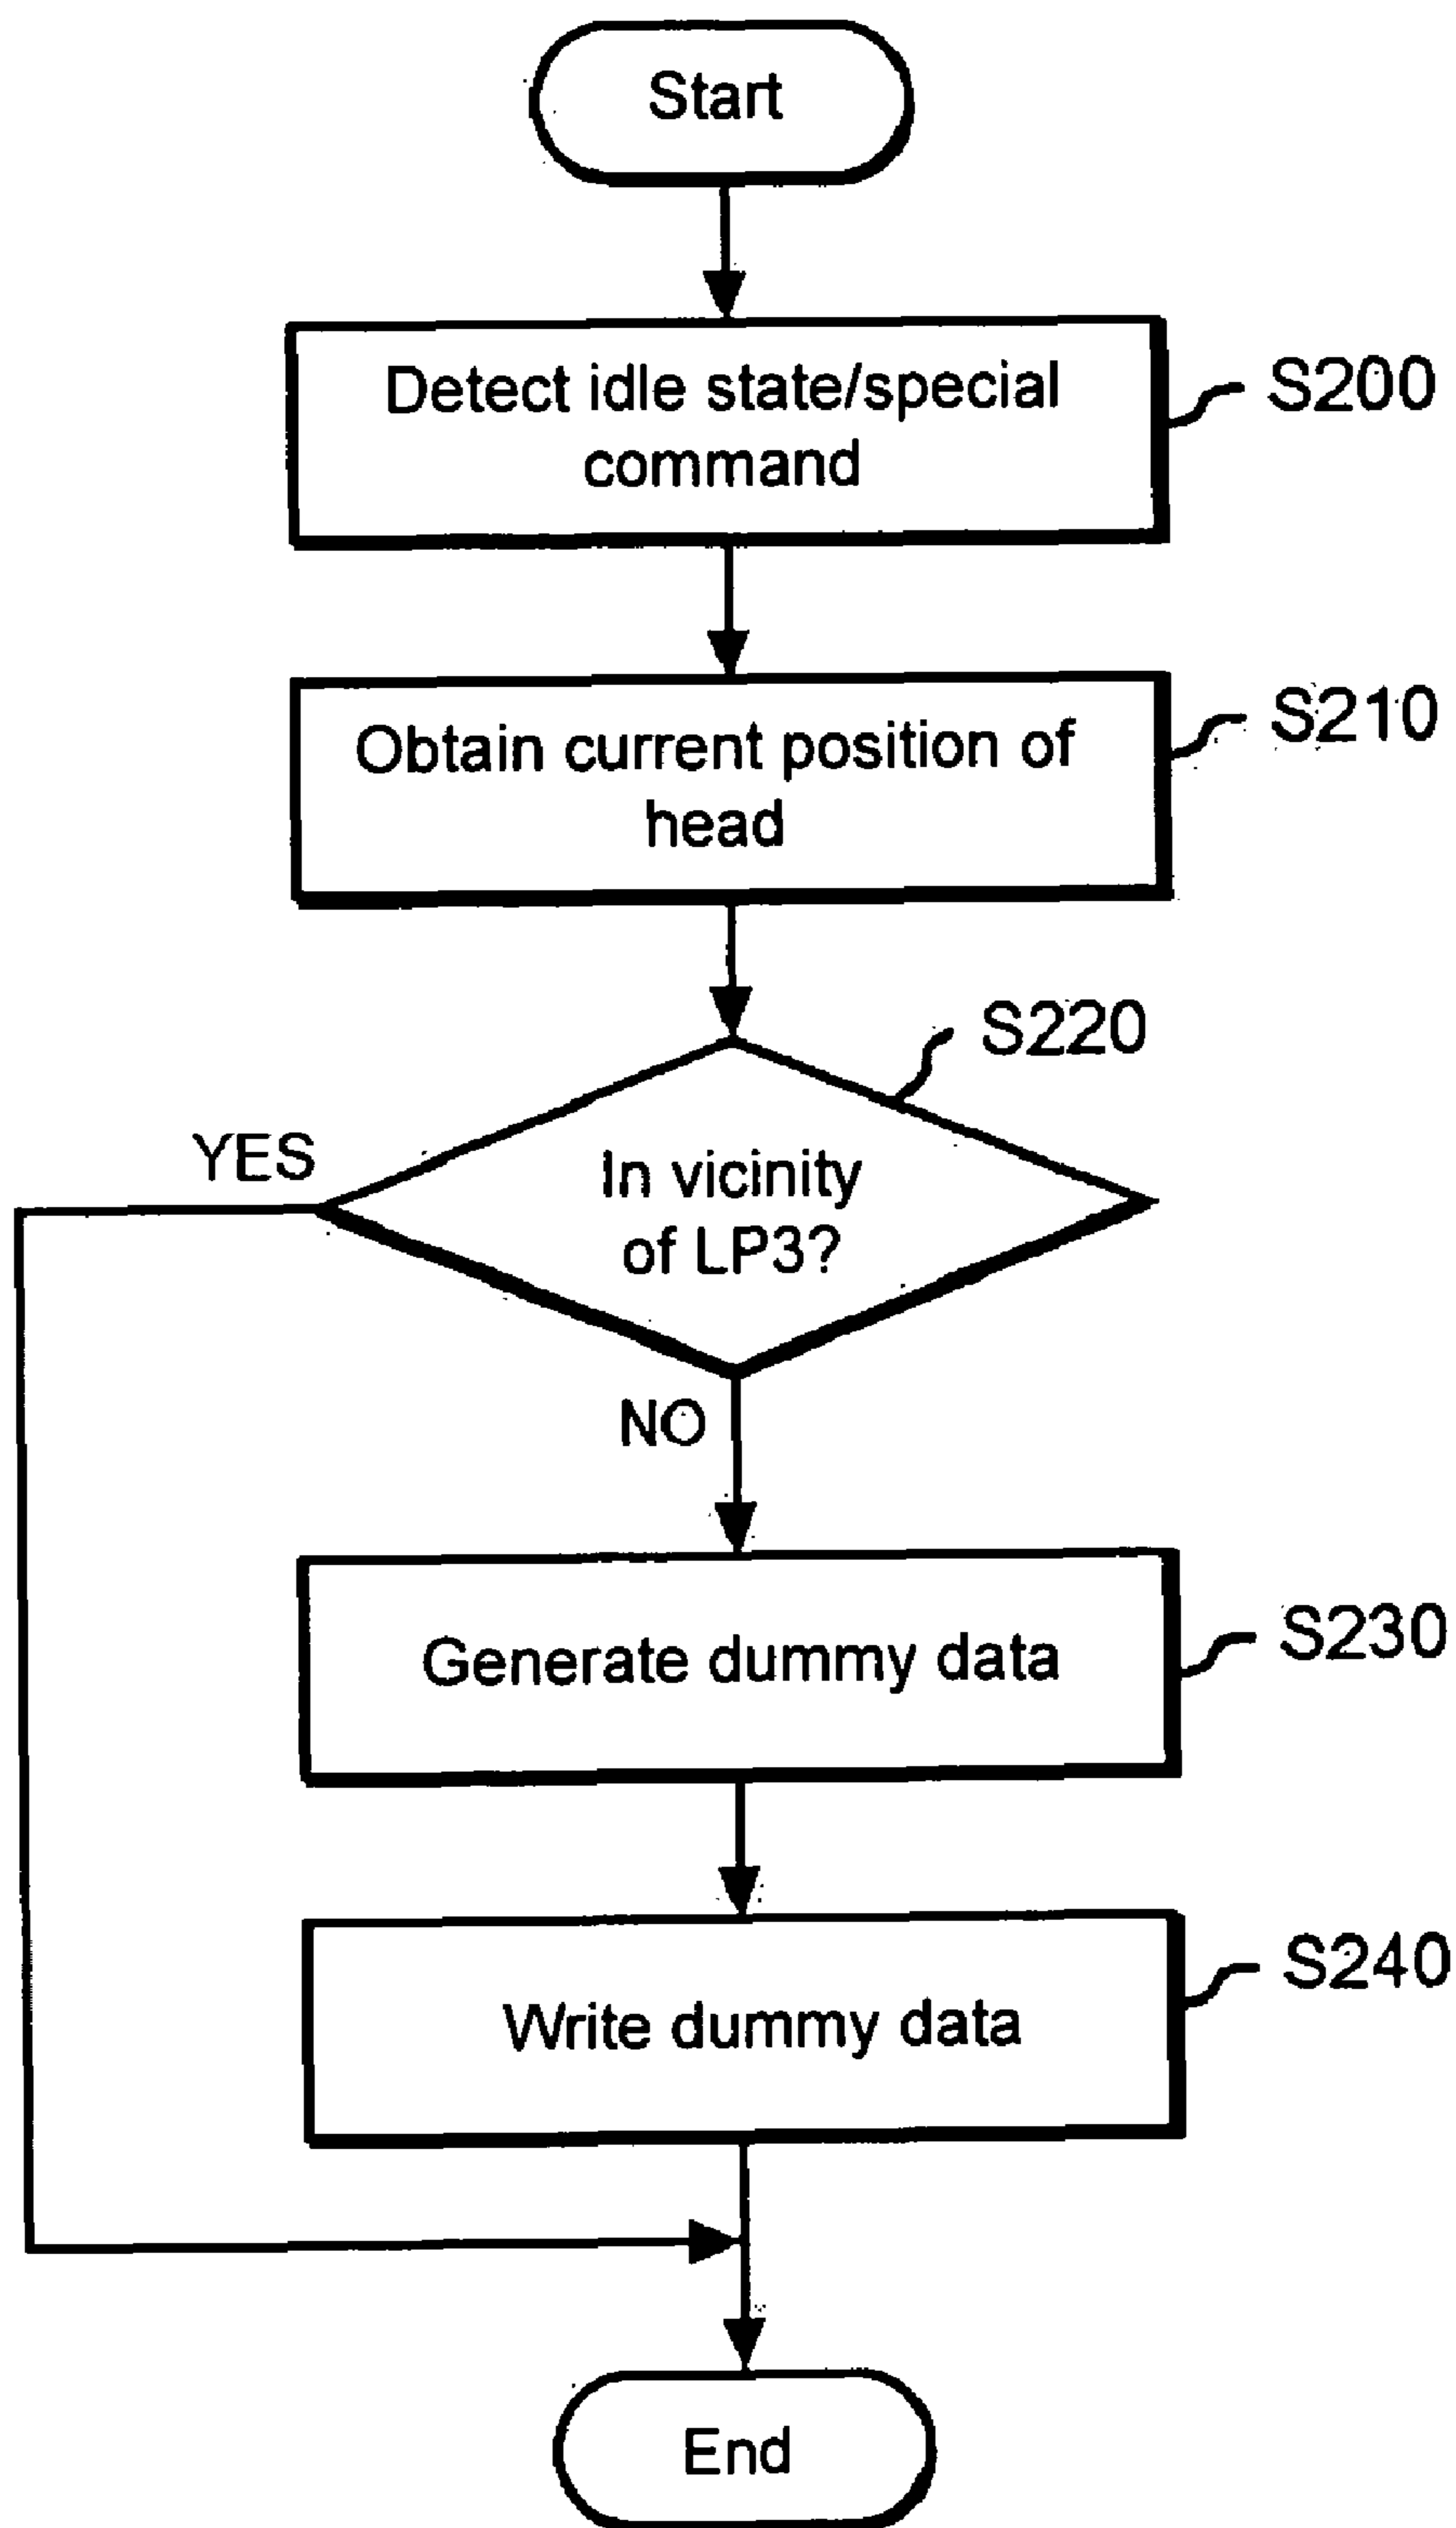 Start
Detect idle state/special
command
S200
Obtain current position of
head
S210
S220
YES
In vicinity
of LP3?
NO
Generate dummy data
S230
Write dummy data
S240
End